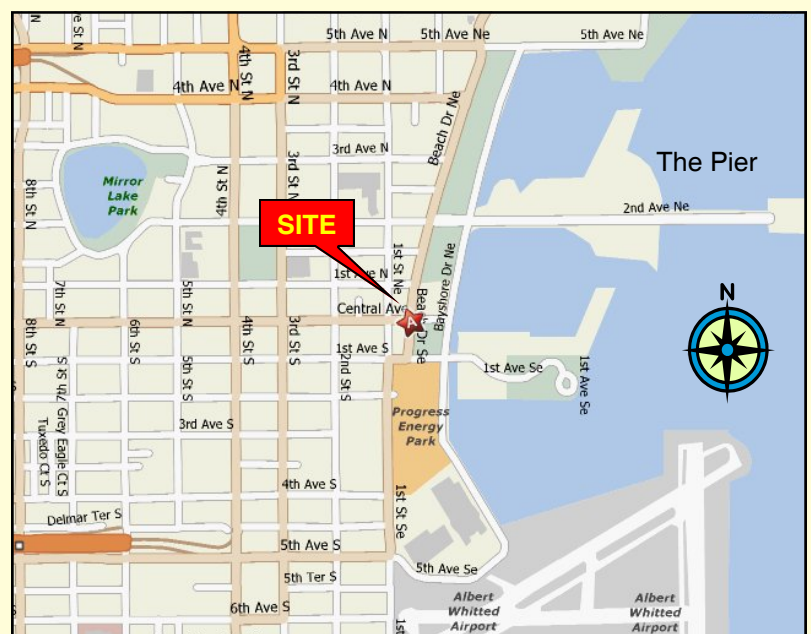 5th Ave N
5th Ave Ne
5th Ave Ne
4th St N
3rd St N
4th Ave N
4th Ave N
Beach Dr Ne
3rd Ave N
The Pier
3rd St N
Mirror
Lake
Park
8th St N
4th St N
2nd Ave Ne
SITE
1st St Ne
Bayshore Dr Ne
1st Ave N
N
7th St N
5th St N
Central Ave
A
Beach Dr Se
8th St S
6th St S
4th St S
3rd St S
1st Ave S
2nd St S
1st Ave Se
1st Ave Se
7th St S
5th St S
Progress
Energy
Park
Grey Eagle Ct S
Tuxedo Ct S
3rd Ave S
4th Ave S
1st St Se
Delmar Ter S
5th Ave S
5th Ave Se
5th Ter S
6th Ave S
Albert
Whitted
Airport
Albert
Whitted
Airport